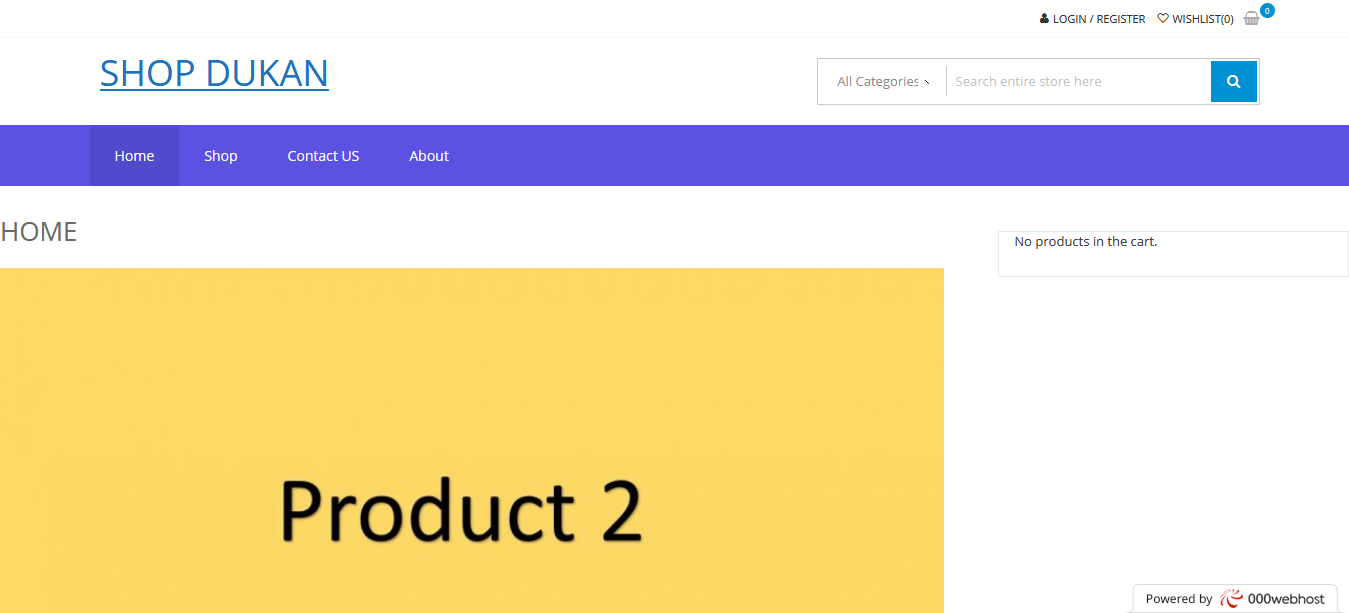 LOGIN / REGISTER WISHLIST(0) 0
SHOP DUKAN
All Categories Search entire store here
Home Shop Contact US About
HOME
No products in the cart.
Product 2
Powered by 000webhost